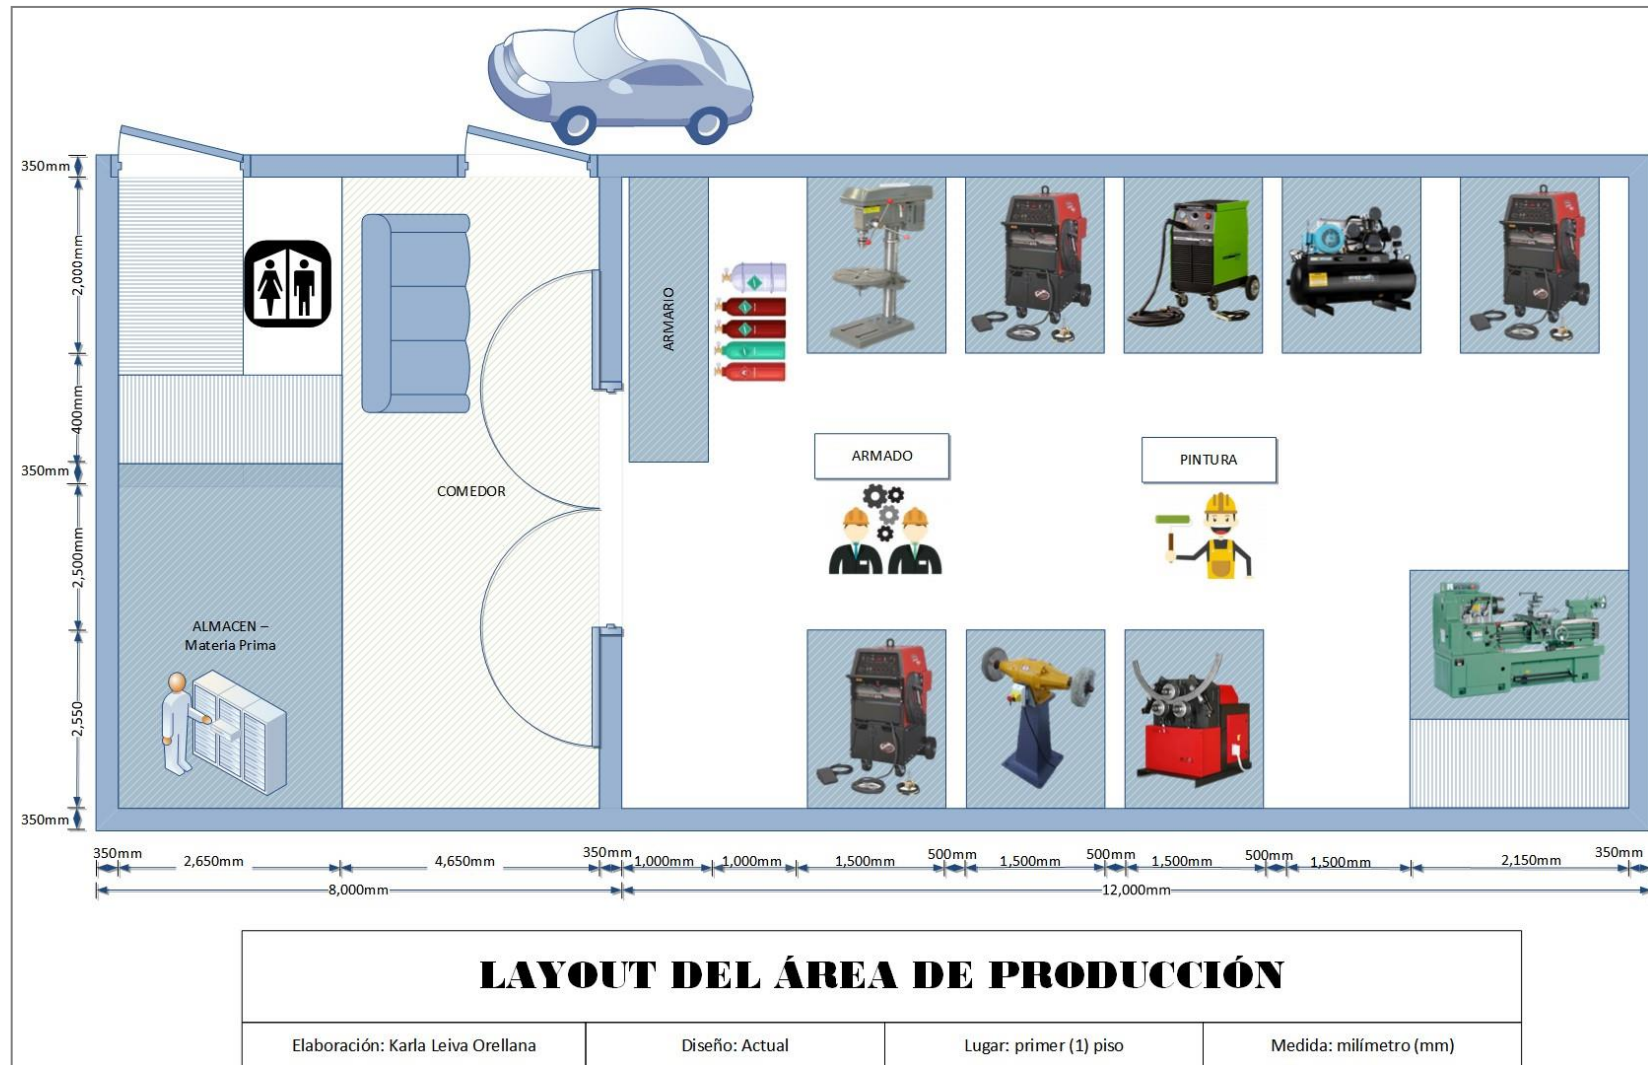 350mm
2,000mm
400mm
350mm
2,500mm
2,550
350mm
ARMARIO
ARMADO
PINTURA
COMEDOR
ALMACEN –
Materia Prima
350mm
2,650mm
4,650mm
350mm
1,000mm
1,000mm
1,500mm
500mm
1,500mm
500mm
1,500mm
500mm
1,500mm
2,150mm
350mm
8,000mm
12,000mm
LAYOUT DEL ÁREA DE PRODUCCIÓN
Elaboración: Karla Leiva Orellana
Diseño: Actual
Lugar: primer (1) piso
Medida: milímetro (mm)